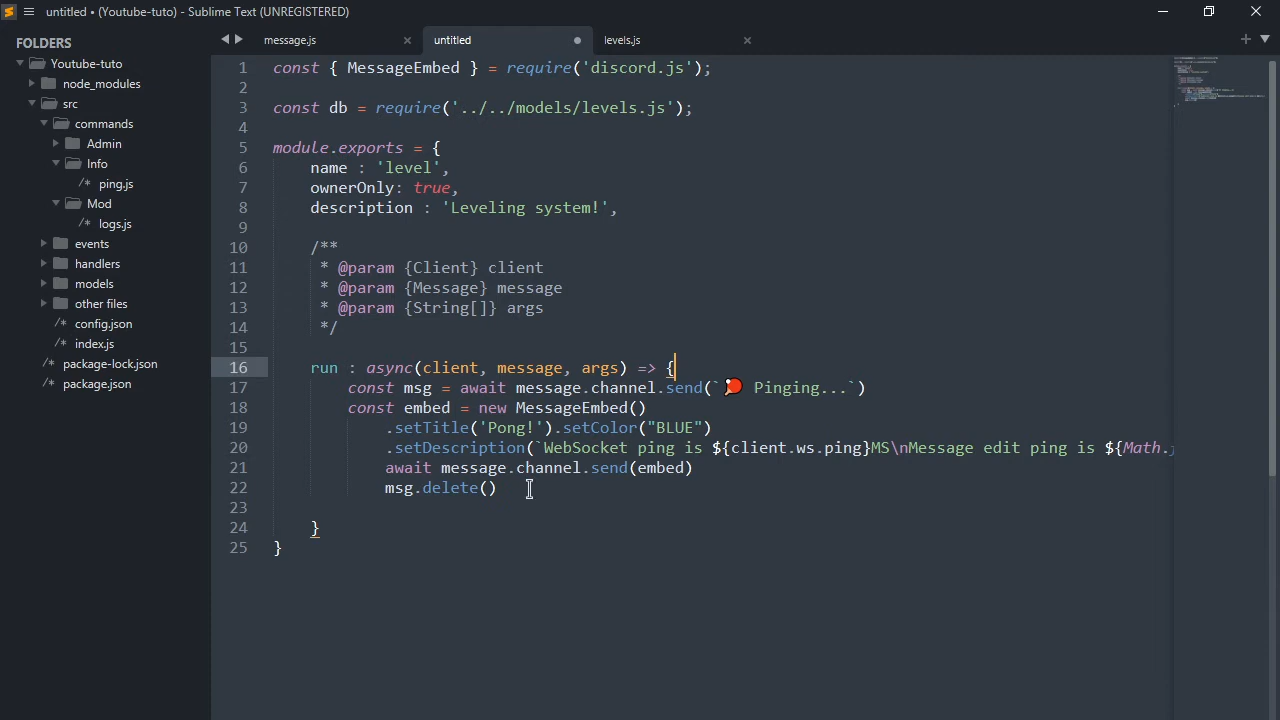 untitled • (Youtube-tuto) - Sublime Text (UNREGISTERED)
FOLDERS
Youtube-tuto
node_modules
src
commands
Admin
Info
/* ping.js
Mod
/* logs.js
events
handlers
models
other files
/* config.json
/* index.js
/* package-lock.json
/* package.json
message.js
untitled
levels.js
1 const { MessageEmbed } = require('discord.js');
2
3 const db = require('../../models/levels.js');
4
5 module.exports = {
6 name : 'level',
7 ownerOnly: true,
8 description : 'Leveling system!',
9
10 /**
11 * @param {Client} client
12 * @param {Message} message
13 * @param {String[]} args
14 */
15
16 run : async(client, message, args) => {
17 const msg = await message.channel.send(`🏓 Pinging...`)
18 const embed = new MessageEmbed()
19 .setTitle('Pong!').setColor("BLUE")
20 .setDescription(`WebSocket ping is ${client.ws.ping}MS\nMessage edit ping is ${Math.
21 await message.channel.send(embed)
22 msg.delete()
23
24 }
25 }